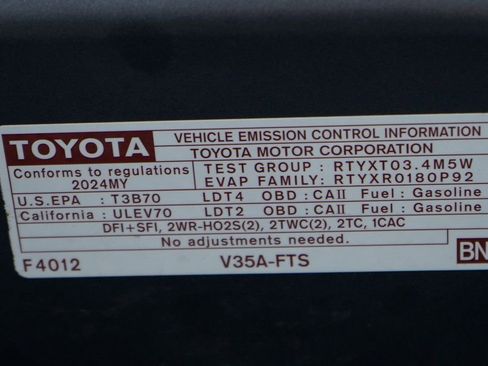 TOYOTA VEHICLE EMISSION CONTROL INFORMATION
TOYOTA MOTOR CORPORATION
Conforms to regulations TEST GROUP : RTYXT03.4M5W
2024MY EVAP FAMILY: RTYXR0180P92
U.S.EPA : T3B70 LDT4 OBD : CAII Fuel : Gasoline
California : ULEV70 LDT2 OBD : CAII Fuel : Gasoline
DFI+SFI, 2WR-HO2S(2), 2TWC(2), 2TC, 1CAC
No adjustments needed.
F4012 V35A-FTS BN